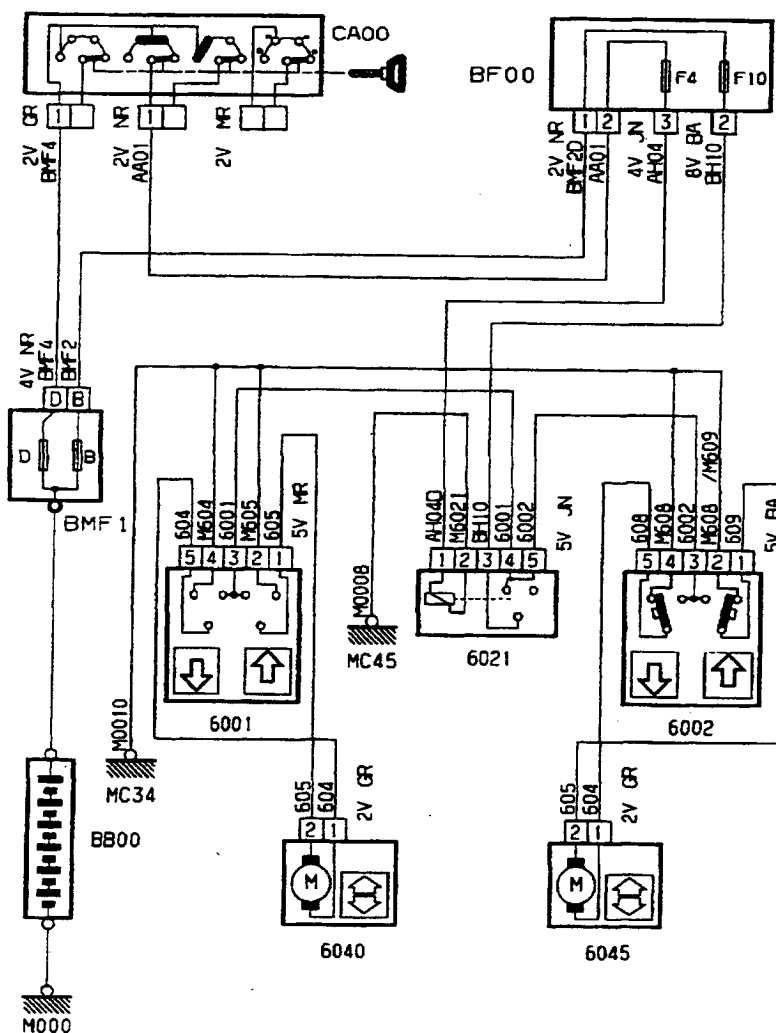 CA00
BF00
F4
F10
GR 1
NR 1
MR
1 2 3 2
2V BMF4
2V AA01
2V
2V NR
BMF2D
AA01
4V JN
AH04
8V BA
BH10
4V NR
BMF4
BMF2
D B
D B
BMF1
604
M604
6001
M605
605
5V MR
5 4 3 2 1
6001
M0008
MC45
AH04D
M6021
BH10
6001
6002
5V JN
1 2 3 4 5
6021
608
M608
6002
M608
/M609
609
5V BA
5 4 3 2 1
6002
M0010
MC34
BB00
M000
605
604
2V GR
2 1
M
6040
605
604
2V GR
2 1
M
6045